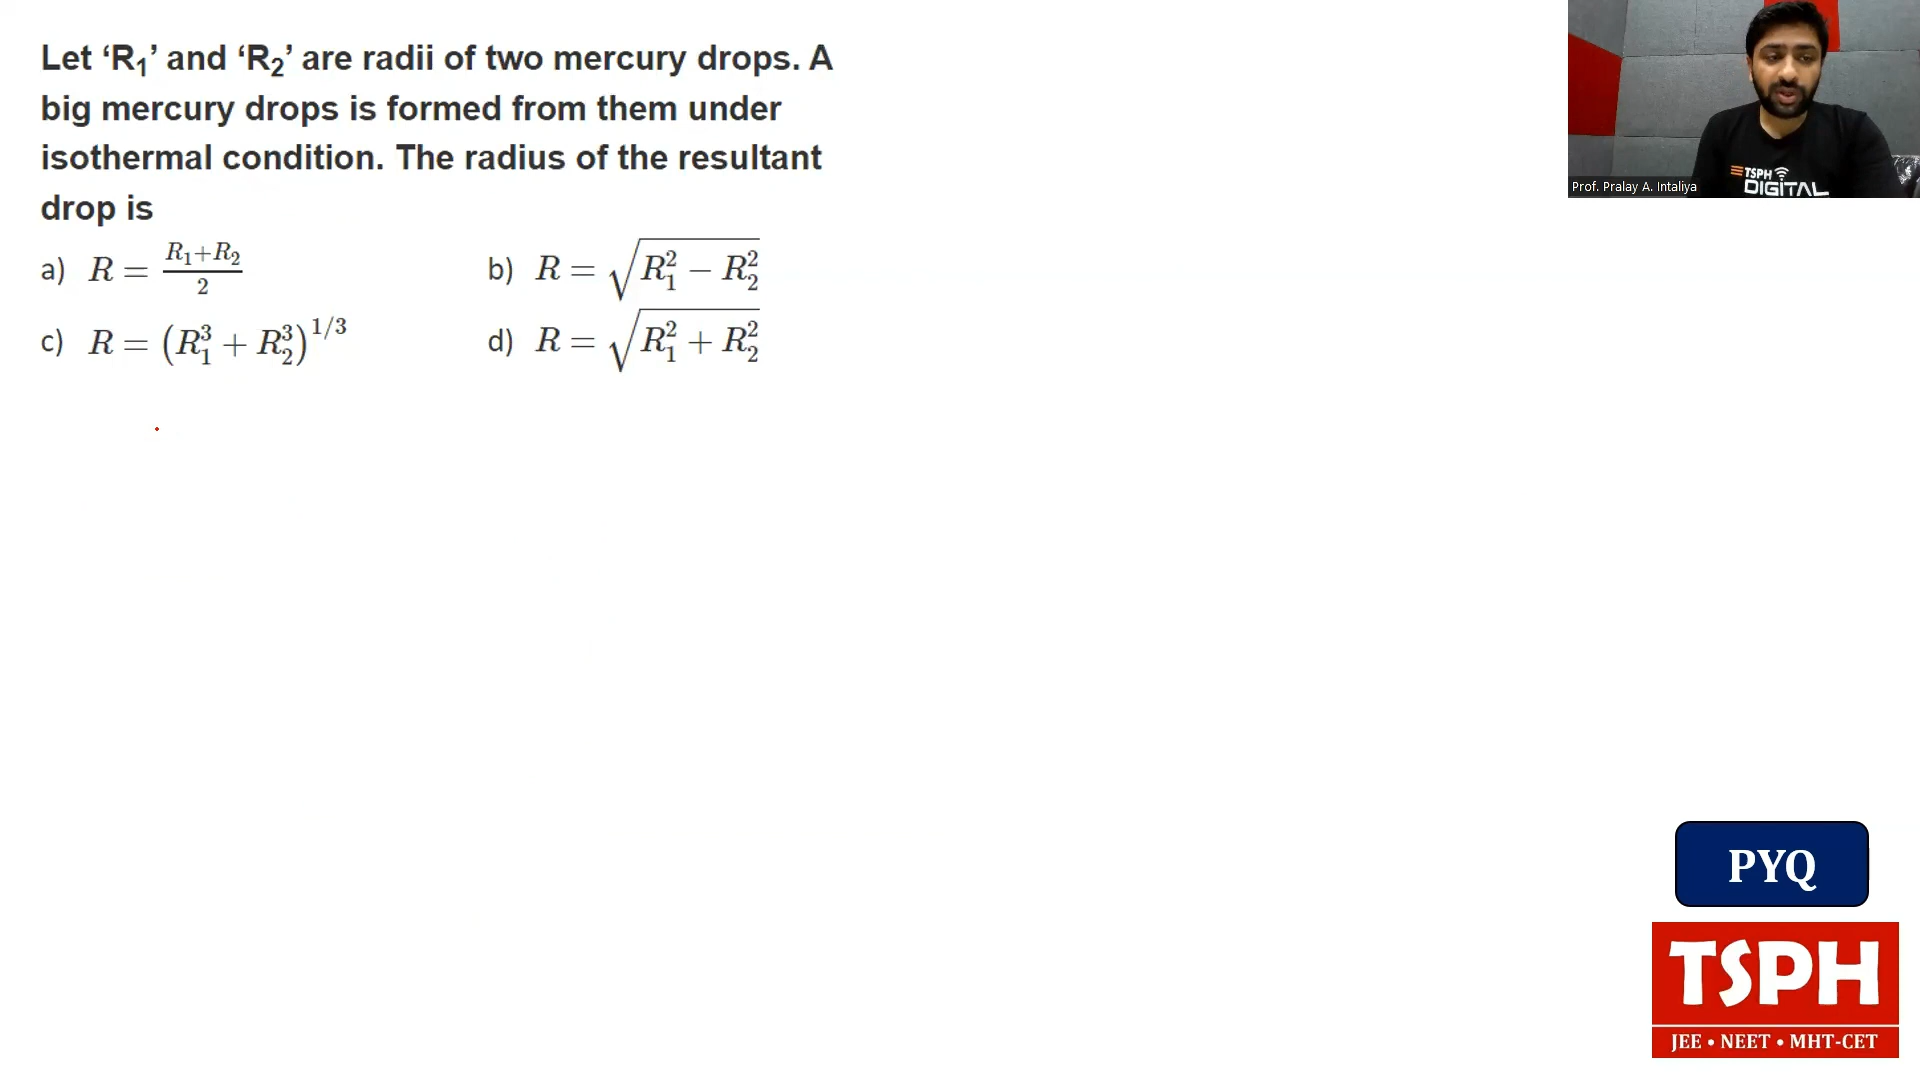 Let ‘R₁’ and ‘R₂’ are radii of two mercury drops. A
big mercury drops is formed from them under
isothermal condition. The radius of the resultant
drop is
a) R = (R₁+R₂)/2
b) R = √(R₁² − R₂²)
c) R = (R₁³ + R₂³)^1/3
d) R = √(R₁² + R₂²)
TSPH
DIGITAL
Prof. Pralay A. Intaliya
PYQ
TSPH
JEE • NEET • MHT-CET